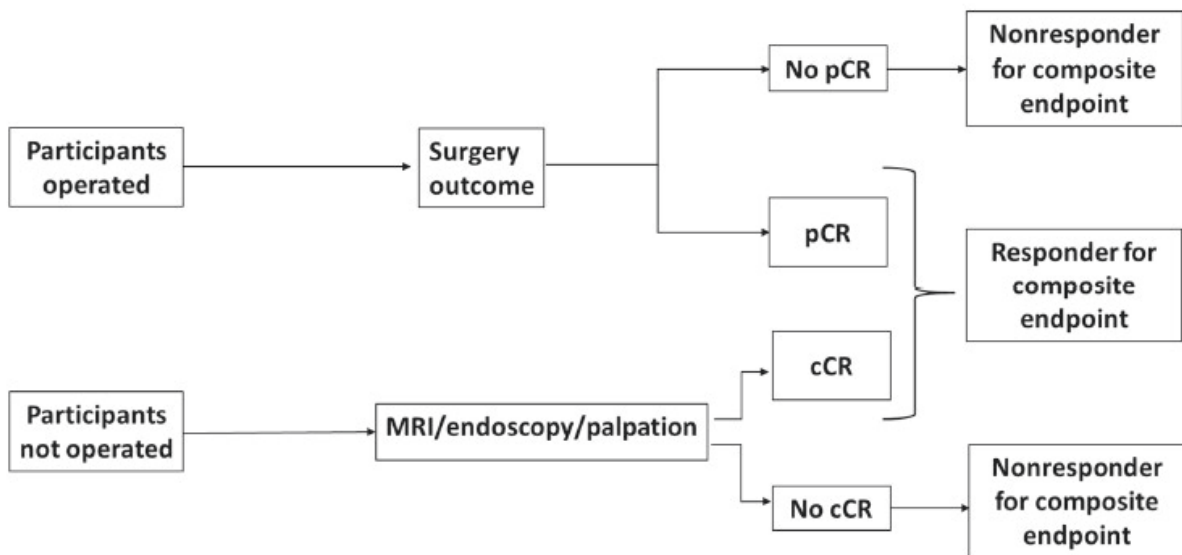 Participants
operated
Surgery
outcome
No pCR
Nonresponder
for composite
endpoint
pCR
Responder for
composite
endpoint
cCR
Participants
not operated
MRI/endoscopy/palpation
No cCR
Nonresponder
for composite
endpoint